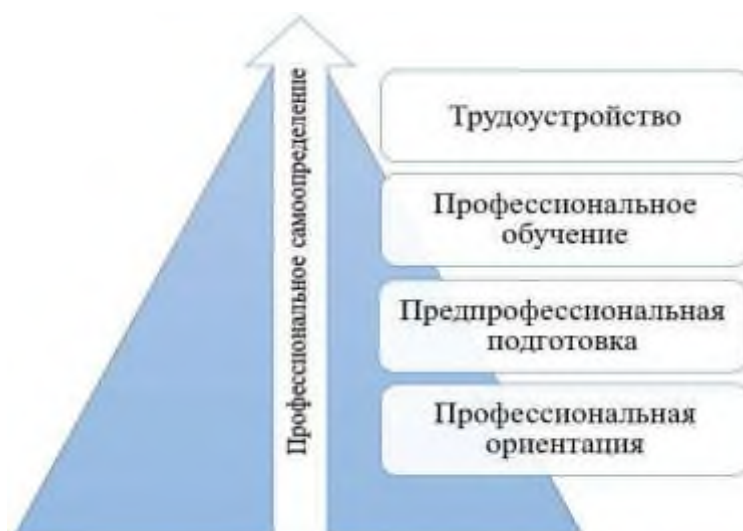 Профессиональное самоопределение
Трудоустройство
Профессиональное
обучение
Предпрофессиональная
подготовка
Профессиональная
ориентация